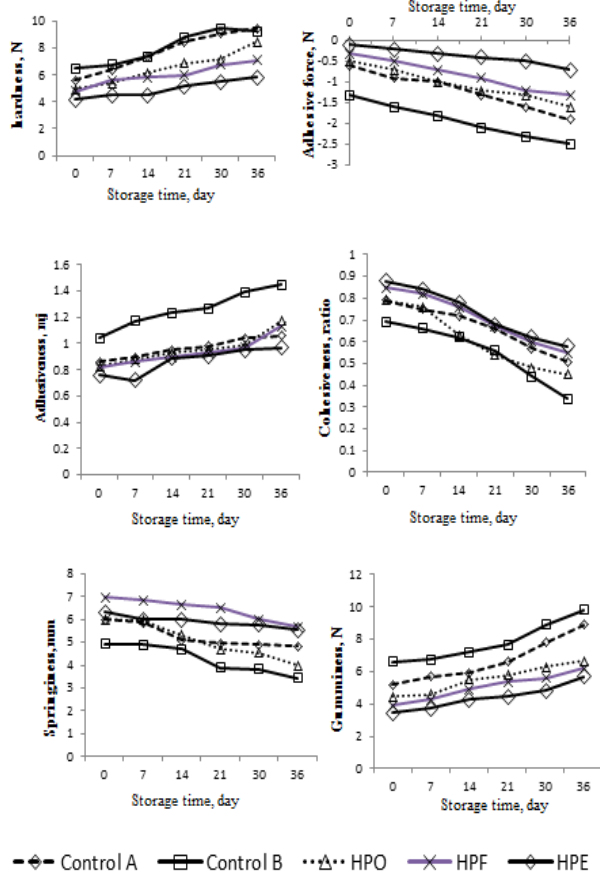 Storage time, day
0 7 14 21 30 36
hardness, N
10
8
6
4
2
0
0 7 14 21 30 36
Storage time, day
Adhesive force, N
0
-0.5
-1
-1.5
-2
-2.5
-3
Adhesiveness, mj
1.6
1.4
1.2
1
0.8
0.6
0.4
0.2
0
0 7 14 21 30 36
Storage time, day
Cohesiveness, ratio
1
0.9
0.8
0.7
0.6
0.5
0.4
0.3
0.2
0.1
0
0 7 14 21 30 36
Storage time, day
Springiness, mm
8
7
6
5
4
3
2
1
0
0 7 14 21 30 36
Storage time, day
Gumminess, N
12
10
8
6
4
2
0
0 7 14 21 30 36
Storage time, day
Control A Control B HPO HPF HPE